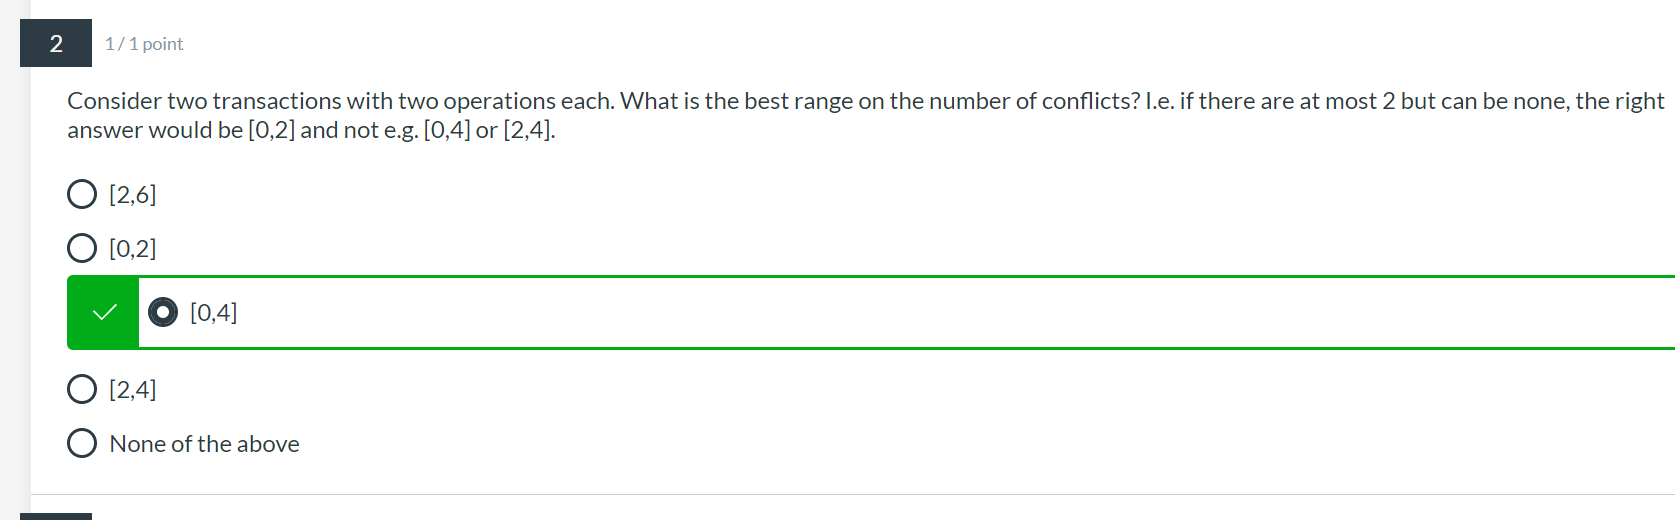 2
1 / 1 point
Consider two transactions with two operations each. What is the best range on the number of conflicts? I.e. if there are at most 2 but can be none, the right
answer would be [0,2] and not e.g. [0,4] or [2,4].
[2,6]
[0,2]
[0,4]
[2,4]
None of the above